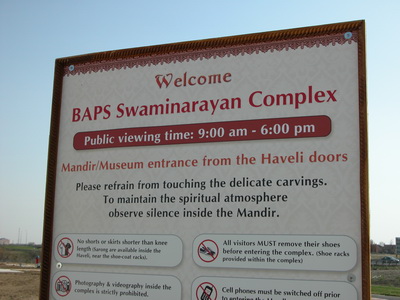 Welcome
BAPS Swaminarayan Complex
Public viewing time: 9:00 am - 6:00 pm
Mandir/Museum entrance from the Haveli doors
Please refrain from touching the delicate carvings.
To maintain the spiritual atmosphere
observe silence inside the Mandir.
No shorts or skirts shorter than knee
length (Sarong are available inside the
Haveli, near the shoe/coat racks).
All visitors MUST remove their shoes
before entering the complex. (Shoe racks
provided within the complex)
Photography & videography inside the
complex is strictly prohibited.
Cell phones must be switched off prior
to entering the